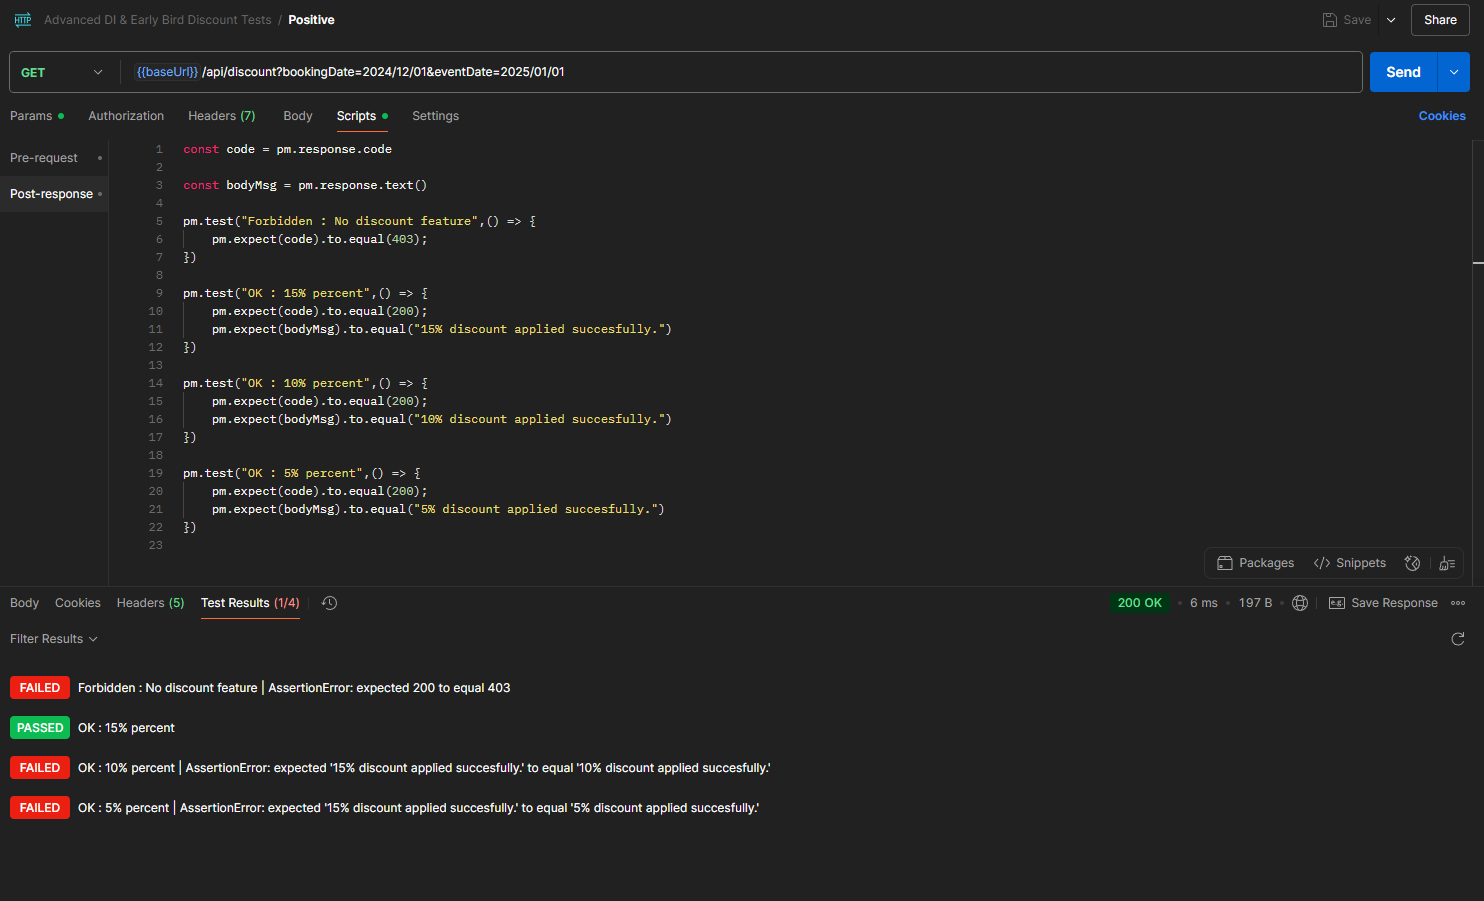 HTTP Advanced DI & Early Bird Discount Tests / Positive Save Share
GET {{baseUrl}}/api/discount?bookingDate=2024/12/01&eventDate=2025/01/01 Send
Params Authorization Headers (7) Body Scripts Settings Cookies
Pre-request
Post-response
1 const code = pm.response.code
2
3 const bodyMsg = pm.response.text()
4
5 pm.test("Forbidden : No discount feature",() => {
6 pm.expect(code).to.equal(403);
7 })
8
9 pm.test("OK : 15% percent",() => {
10 pm.expect(code).to.equal(200);
11 pm.expect(bodyMsg).to.equal("15% discount applied succesfully.")
12 })
13
14 pm.test("OK : 10% percent",() => {
15 pm.expect(code).to.equal(200);
16 pm.expect(bodyMsg).to.equal("10% discount applied succesfully.")
17 })
18
19 pm.test("OK : 5% percent",() => {
20 pm.expect(code).to.equal(200);
21 pm.expect(bodyMsg).to.equal("5% discount applied succesfully.")
22 })
23
Packages </> Snippets
Body Cookies Headers (5) Test Results (1/4) 200 OK • 6 ms • 197 B • e.g. Save Response
Filter Results
FAILED Forbidden : No discount feature | AssertionError: expected 200 to equal 403
PASSED OK : 15% percent
FAILED OK : 10% percent | AssertionError: expected '15% discount applied succesfully.' to equal '10% discount applied succesfully.'
FAILED OK : 5% percent | AssertionError: expected '15% discount applied succesfully.' to equal '5% discount applied succesfully.'